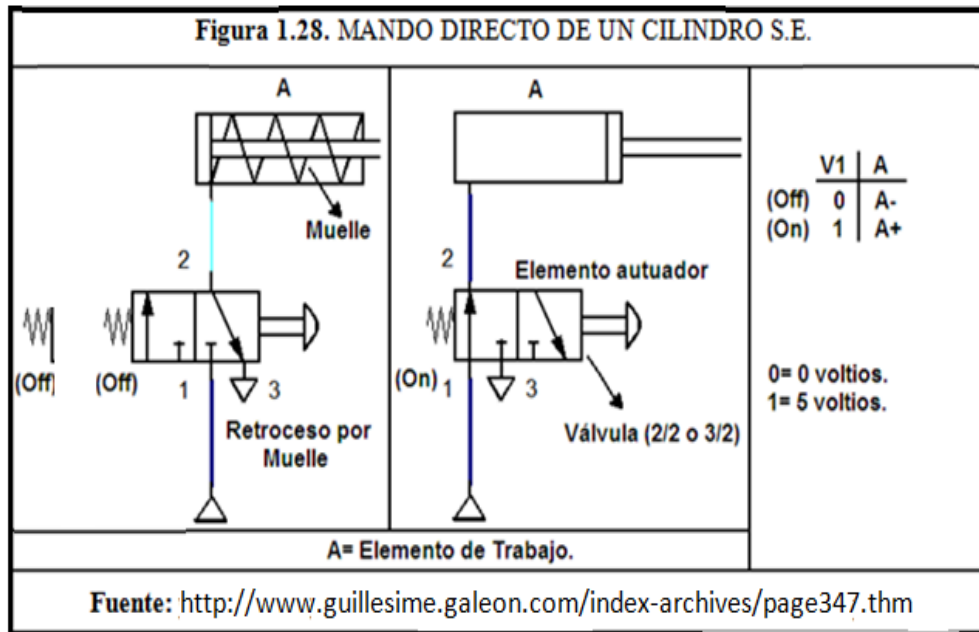 Figura 1.28. MANDO DIRECTO DE UN CILINDRO S.E.
A
Muelle
2
(Off)
(Off)
1
3
Retroceso por
Muelle
A
2
Elemento autuador
(On)
1
3
Válvula (2/2 o 3/2)
V1 A
(Off) 0 A-
(On) 1 A+
0= 0 voltios.
1= 5 voltios.
A= Elemento de Trabajo.
Fuente: http://www.guillesime.galeon.com/index-archives/page347.thm